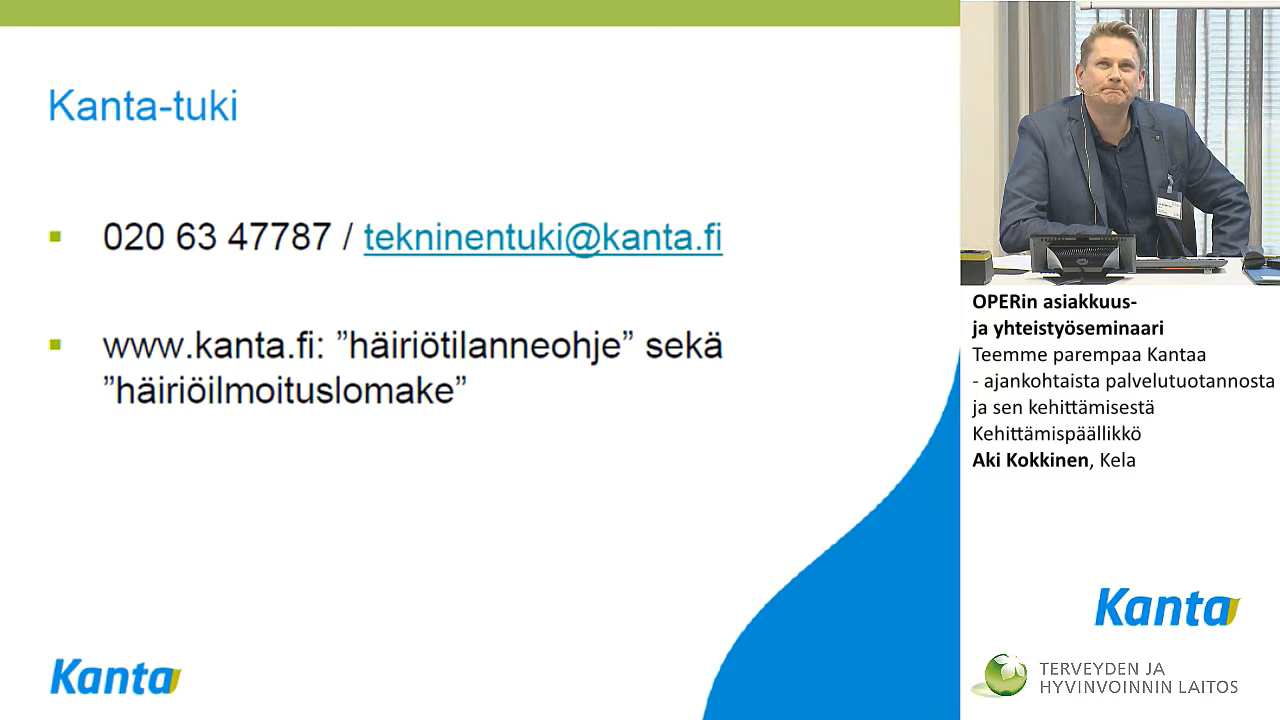 Kanta-tuki
020 63 47787 / tekninentuki@kanta.fi
www.kanta.fi: ”häiriötilanneohje” sekä
”häiriöilmoituslomake”
Kanta
OPERin asiakkuus-
ja yhteistyöseminaari
Teemme parempaa Kantaa
- ajankohtaista palvelutuotannosta
ja sen kehittämisestä
Kehittämispäällikkö
Aki Kokkinen, Kela
Kanta
TERVEYDEN JA
HYVINVOINNIN LAITOS